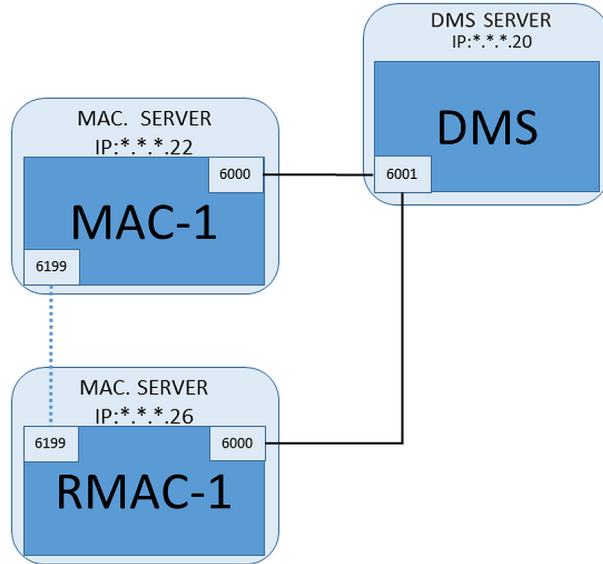 DMS SERVER
IP:*.*.*.20
DMS
6001
MAC. SERVER
IP:*.*.*.22
6000
MAC-1
6199
MAC. SERVER
IP:*.*.*.26
6199
6000
RMAC-1